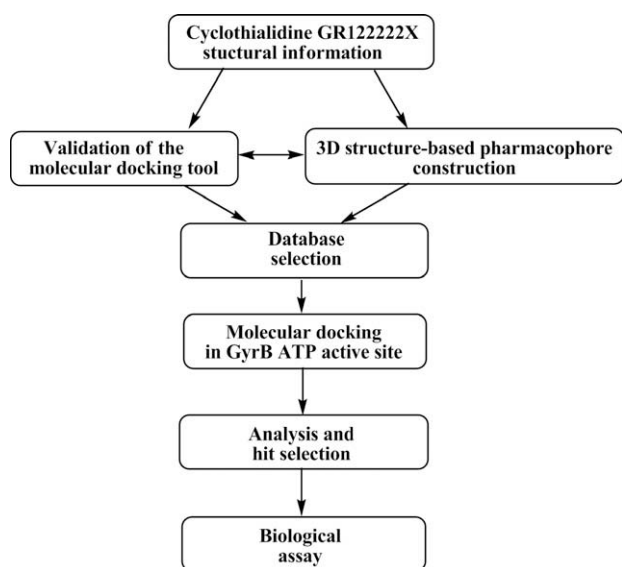 Cyclothialidine GR122222X
stuctural information
Validation of the
molecular docking tool
3D structure-based pharmacophore
construction
Database
selection
Molecular docking
in GyrB ATP active site
Analysis and
hit selection
Biological
assay